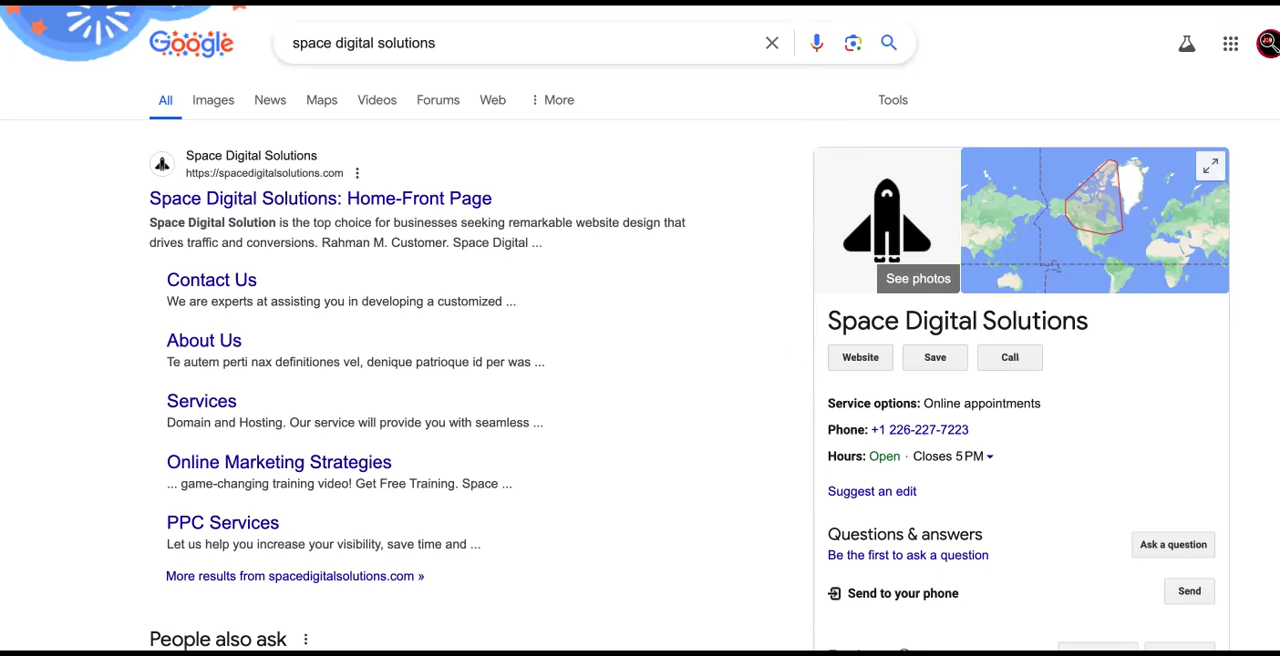 Google
space digital solutions
All Images News Maps Videos Forums Web More Tools
Space Digital Solutions
https://spacedigitalsolutions.com
Space Digital Solutions: Home-Front Page
Space Digital Solution is the top choice for businesses seeking remarkable website design that
drives traffic and conversions. Rahman M. Customer. Space Digital ...
Contact Us
We are experts at assisting you in developing a customized ...
About Us
Te autem perti nax definitiones vel, denique patrioque id per was ...
Services
Domain and Hosting. Our service will provide you with seamless ...
Online Marketing Strategies
... game-changing training video! Get Free Training. Space ...
PPC Services
Let us help you increase your visibility, save time and ...
More results from spacedigitalsolutions.com »
People also ask
See photos
Space Digital Solutions
Website Save Call
Service options: Online appointments
Phone: +1 226-227-7223
Hours: Open · Closes 5 PM
Suggest an edit
Questions & answers
Be the first to ask a question
Ask a question
Send to your phone
Send